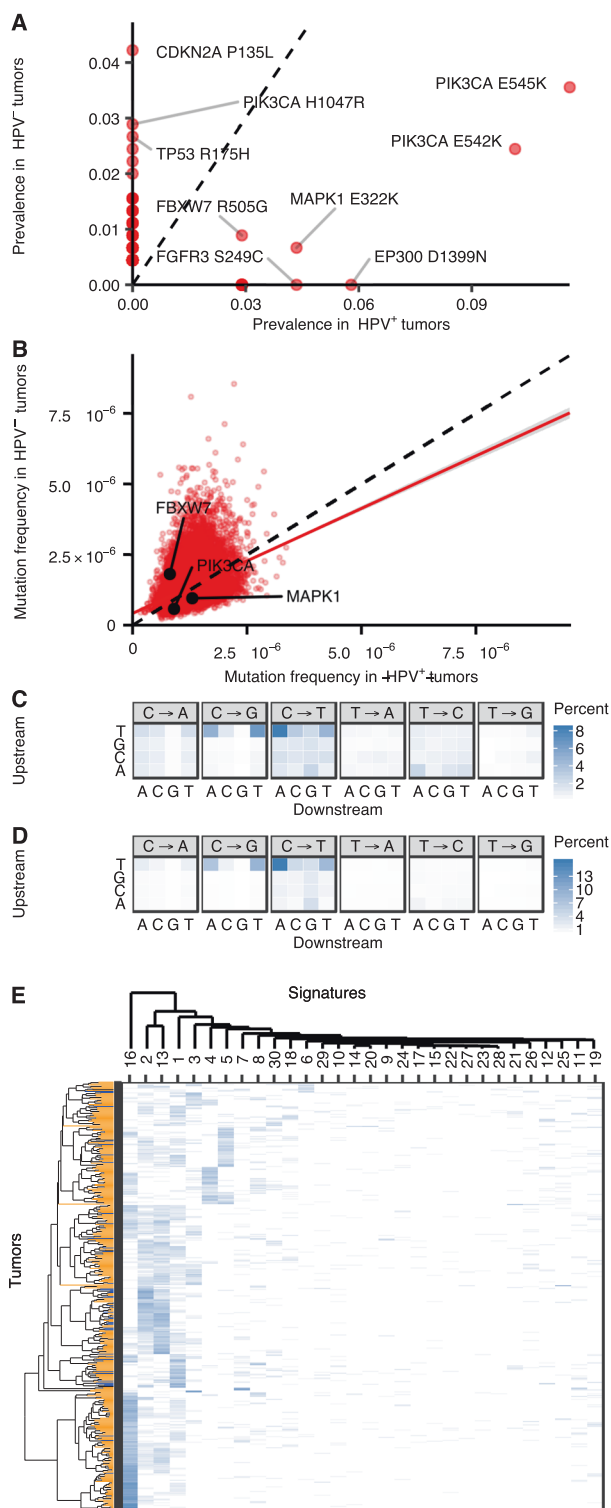 A
Prevalence in HPV⁻ tumors
0.04
0.03
0.02
0.01
0.00
CDKN2A P135L
PIK3CA H1047R
TP53 R175H
PIK3CA E545K
PIK3CA E542K
FBXW7 R505G
MAPK1 E322K
FGFR3 S249C
EP300 D1399N
0.00 0.03 0.06 0.09
Prevalence in HPV⁺ tumors
B
Mutation frequency in HPV⁻ tumors
7.5 10⁻⁶
5.0 10⁻⁶
2.5 × 10⁻⁶
0
FBXW7
PIK3CA
MAPK1
0 2.5 10⁻⁶ 5.0 10⁻⁶ 7.5 10⁻⁶
Mutation frequency in HPV⁺ tumors
C
C → A C → G C → T T → A T → C T → G
Upstream
T
G
C
A
A C G T A C G T A C G T A C G T A C G T A C G T
Downstream
Percent
8
6
4
2
D
C → A C → G C → T T → A T → C T → G
Upstream
T
G
C
A
A C G T A C G T A C G T A C G T A C G T A C G T
Downstream
Percent
13
10
7
4
1
E
Signatures
16 2 13 1 3 4 5 7 8 30 18 6 29 10 14 20 9 24 17 15 22 27 23 28 21 26 12 25 11 19
Tumors